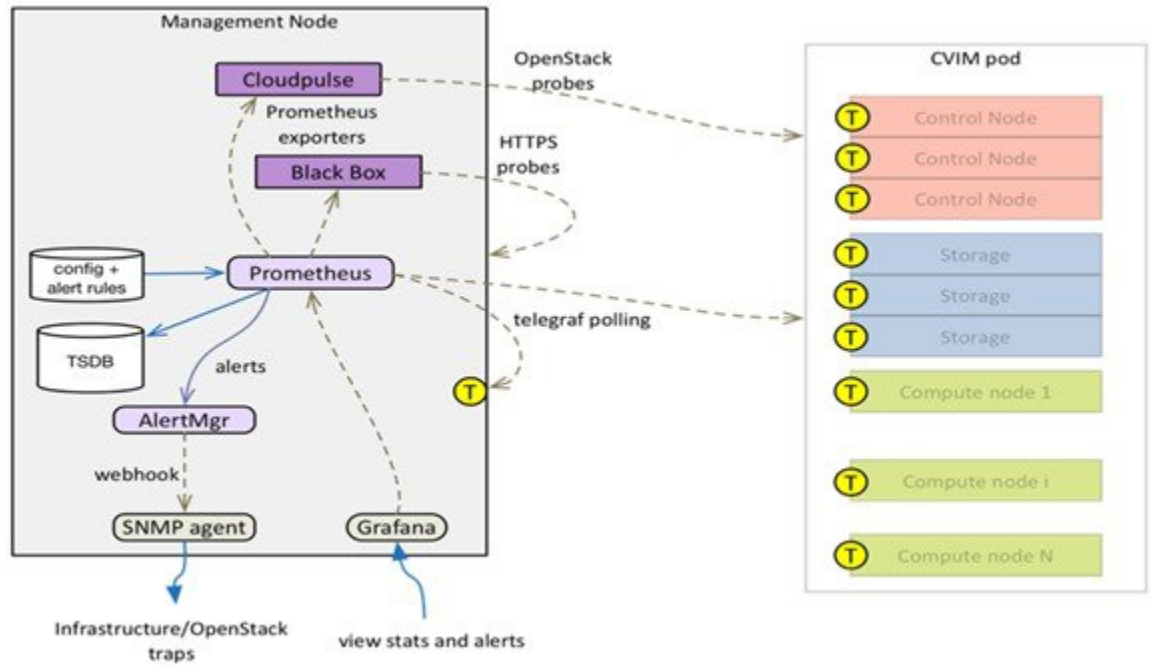 Management Node
Cloudpulse
Prometheus
exporters
Black Box
OpenStack
probes
HTTPS
probes
config +
alert rules
Prometheus
TSDB
alerts
telegraf polling
T
AlertMgr
webhook
SNMP agent
Grafana
Infrastructure/OpenStack
traps
view stats and alerts
CVIM pod
T Control Node
T Control Node
T Control Node
T Storage
T Storage
T Storage
T Compute node 1
T Compute node i
T Compute node N